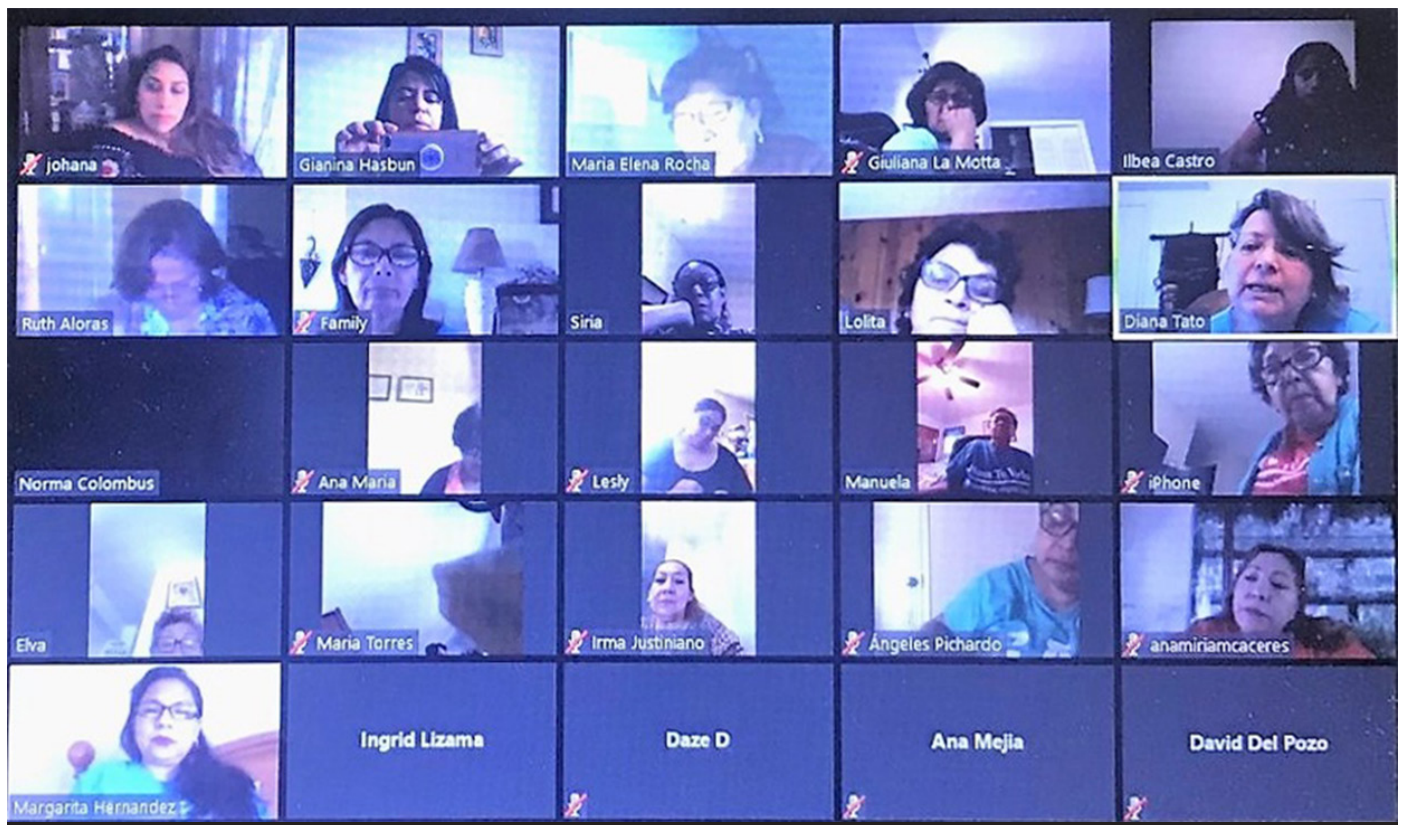 johana
Gianina Hasbun
Maria Elena Rocha
Giuliana La Motta
Ilbea Castro
Ruth Aloras
Family
Siria
Lolita
Diana Tato
Norma Colombus
Ana Maria
Lesly
Manuela
iPhone
Elva
Maria Torres
Irma Justiniano
Ángeles Pichardo
anamiriamcaceres
Margarita Hernandez
Ingrid Lizama
Daze D
Ana Mejia
David Del Pozo